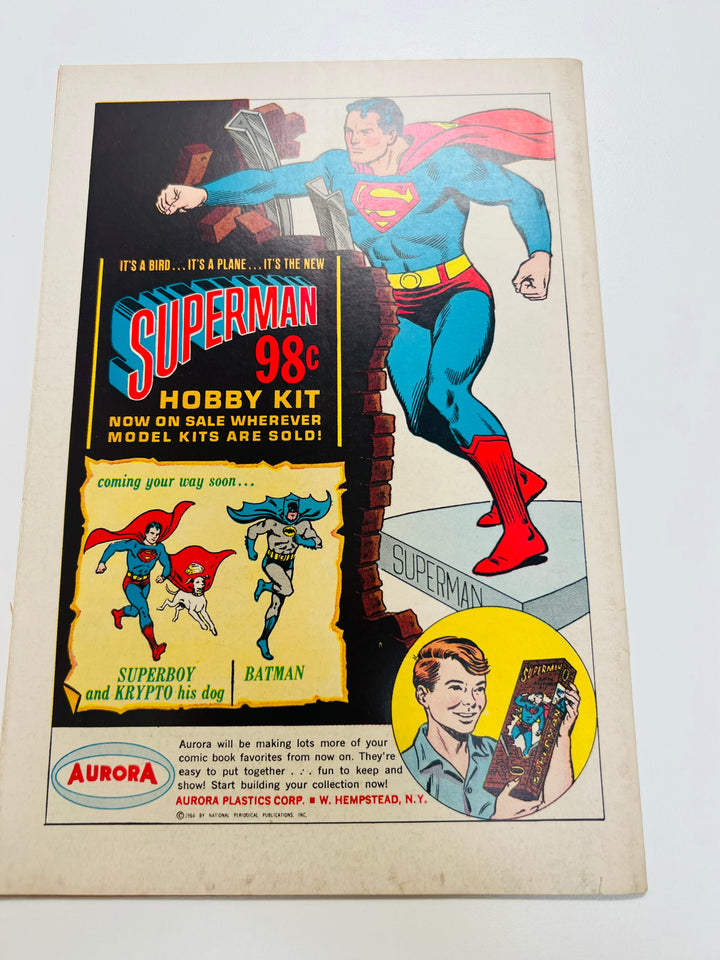 IT'S A BIRD... IT'S A PLANE... IT'S THE NEW
SUPERMAN
98c
HOBBY KIT
NOW ON SALE WHEREVER
MODEL KITS ARE SOLD!
coming your way soon...
SUPERBOY
and KRYPTO his dog
BATMAN
SUPERMAN
SUPERMAN
SUPERMAN
AURORA
Aurora will be making lots more of your
comic book favorites from now on. They're
easy to put together . . . fun to keep and
show! Start building your collection now!
AURORA PLASTICS CORP. ■ W. HEMPSTEAD, N.Y.
©1964 BY NATIONAL PERIODICAL PUBLICATIONS, INC.